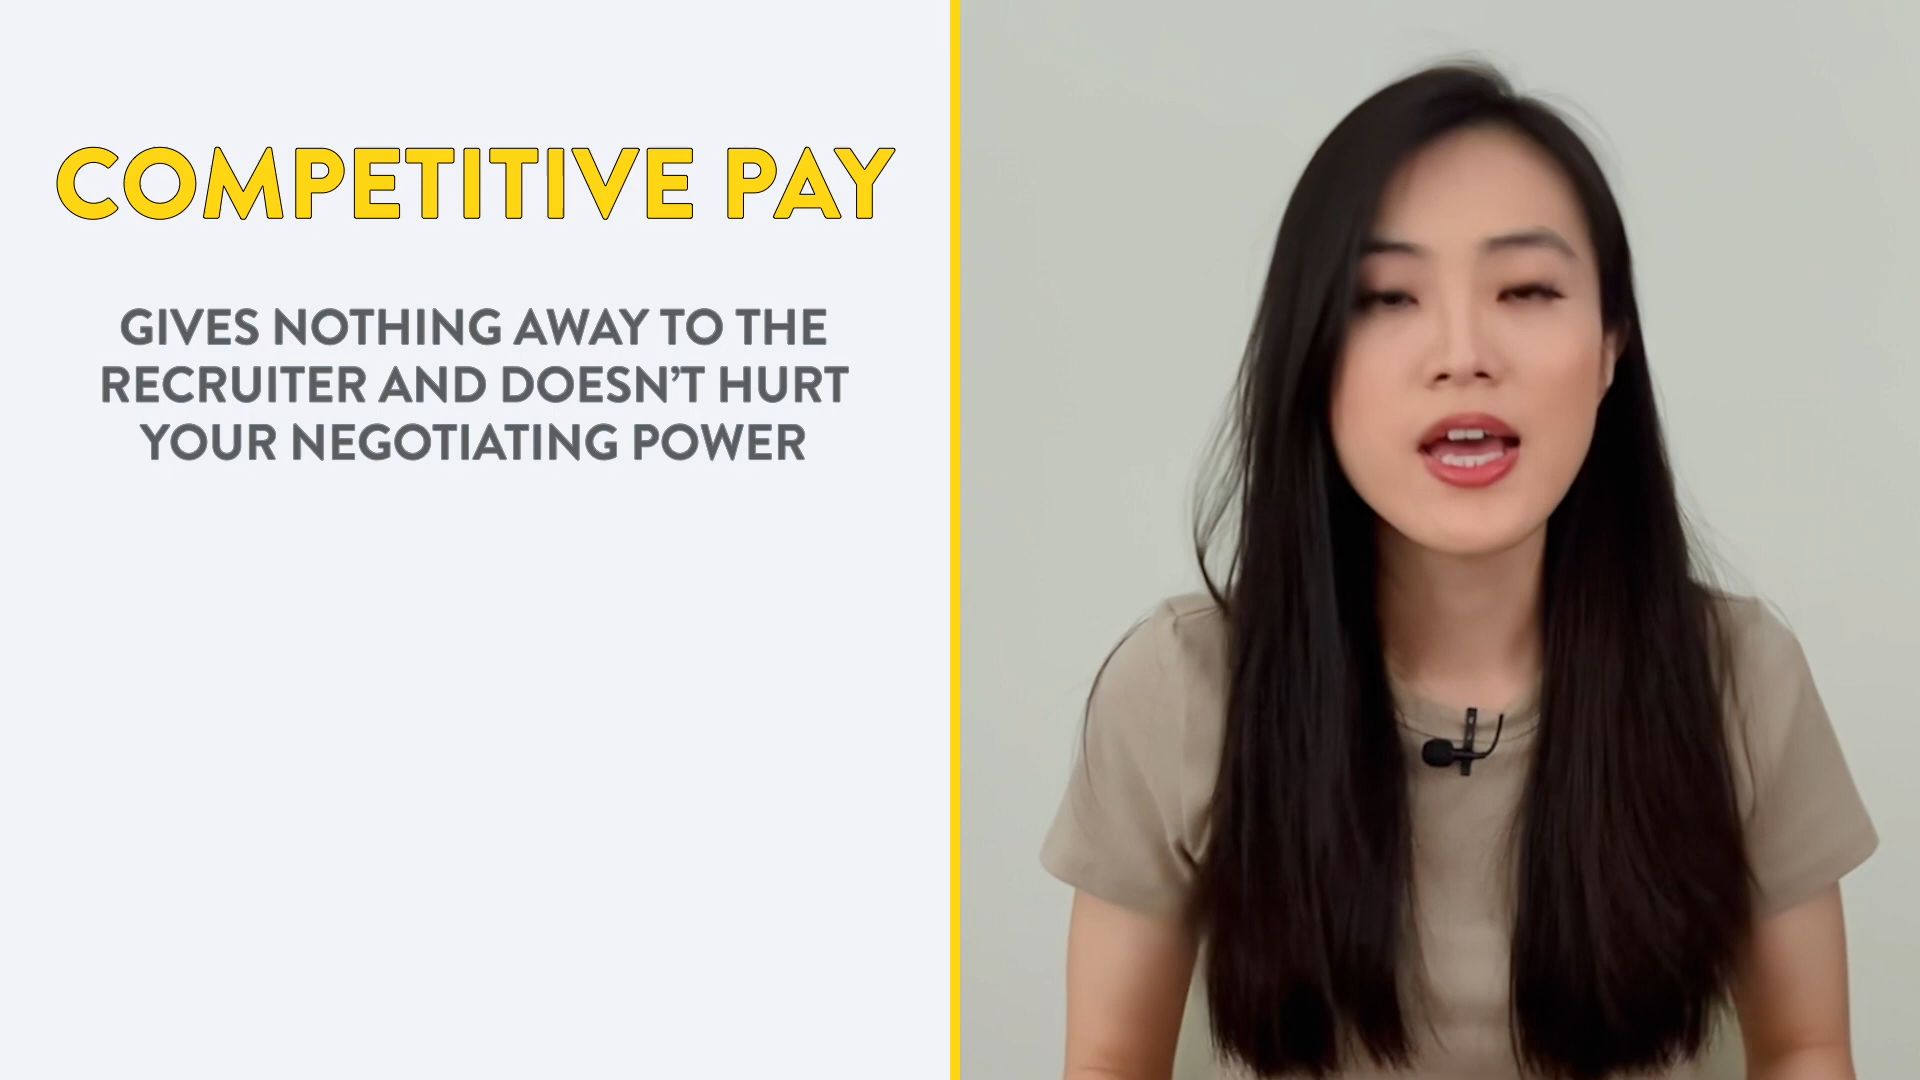 COMPETITIVE PAY
GIVES NOTHING AWAY TO THE
RECRUITER AND DOESN’T HURT
YOUR NEGOTIATING POWER